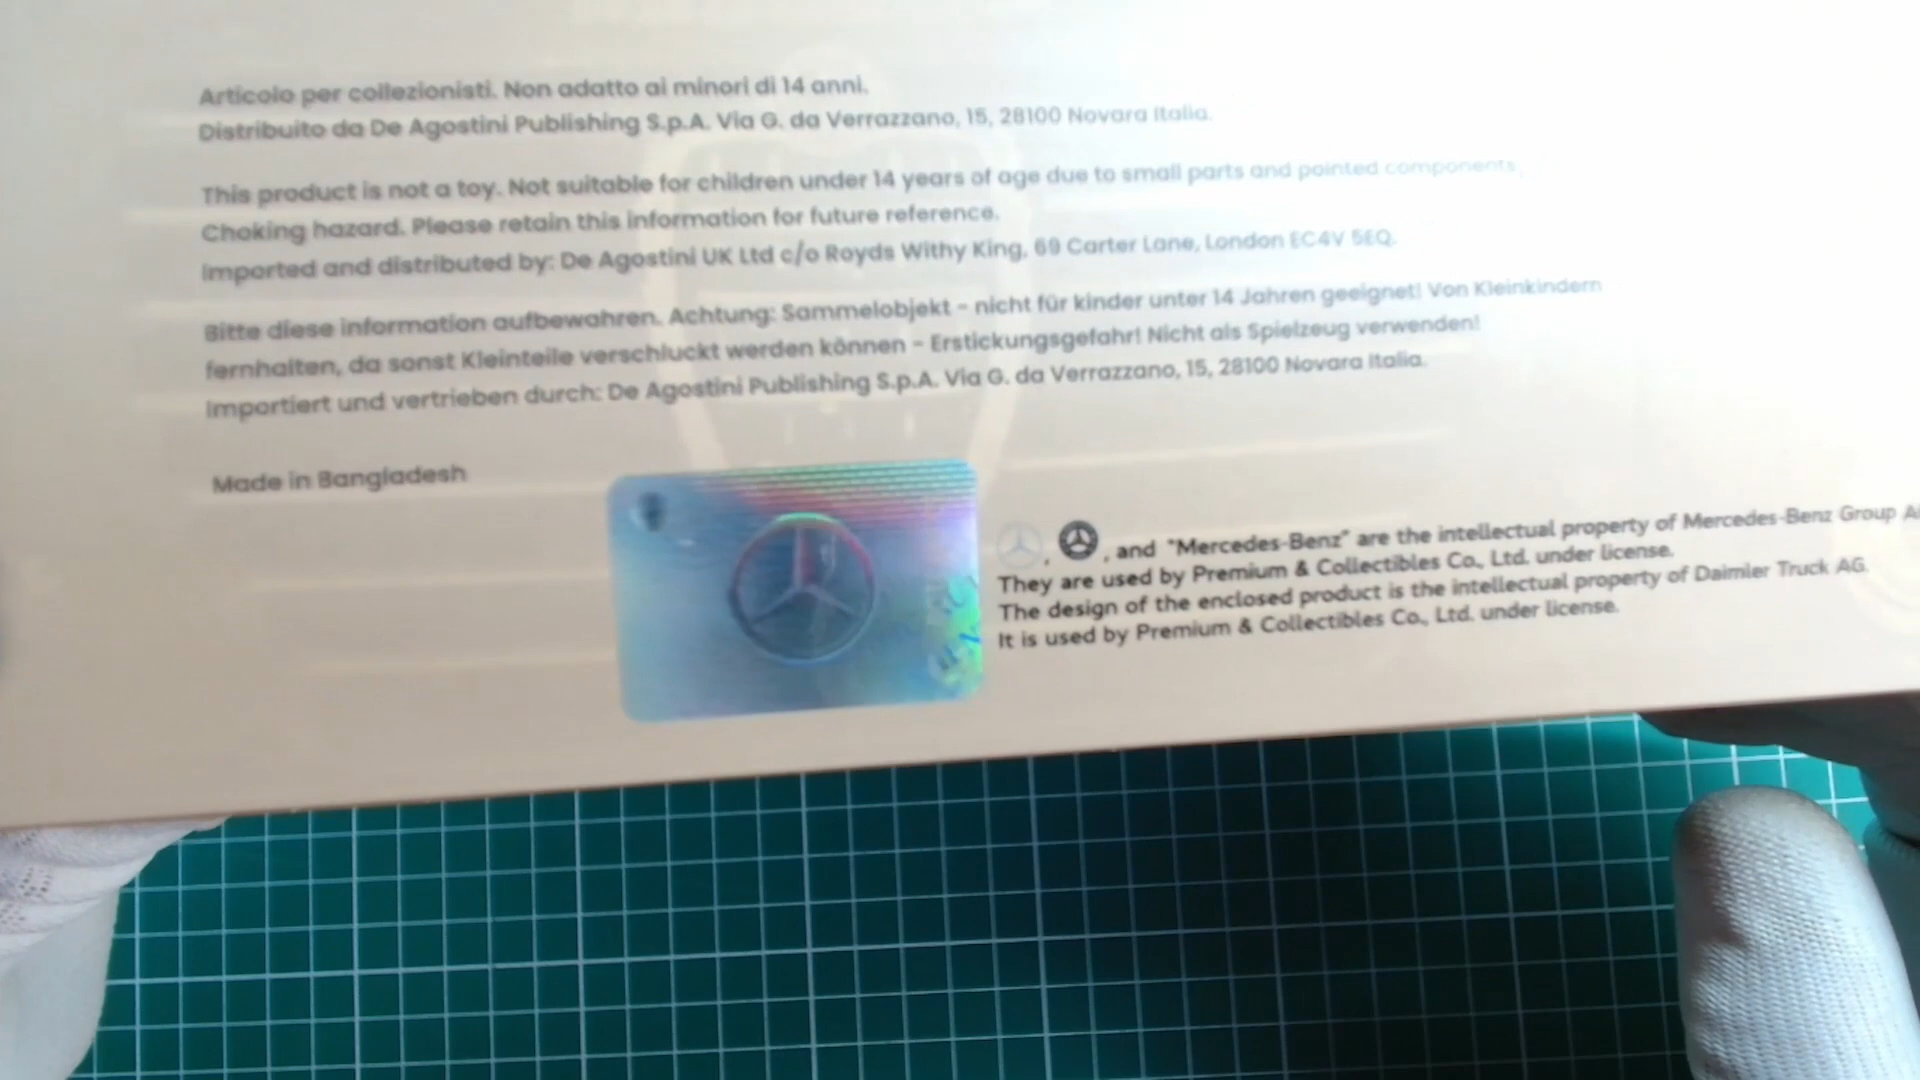 Articolo per collezionisti. Non adatto ai minori di 14 anni.
Distribuito da De Agostini Publishing S.p.A. Via G. da Verrazzano, 15, 28100 Novara Italia.
This product is not a toy. Not suitable for children under 14 years of age due to small parts and pointed components,
Choking hazard. Please retain this information for future reference.
Imported and distributed by: De Agostini UK Ltd c/o Royds Withy King, 69 Carter Lane, London EC4V 5EQ.
Bitte diese information aufbewahren. Achtung: Sammelobjekt - nicht für kinder unter 14 Jahren geeignet! Von Kleinkindern
fernhalten, da sonst Kleinteile verschluckt werden können - Erstickungsgefahr! Nicht als Spielzeug verwenden!
Importiert und vertrieben durch: De Agostini Publishing S.p.A. Via G. da Verrazzano, 15, 28100 Novara Italia.
Made in Bangladesh
, , and "Mercedes-Benz" are the intellectual property of Mercedes-Benz Group
They are used by Premium & Collectibles Co., Ltd. under license.
The design of the enclosed product is the intellectual property of Daimler Truck AG.
It is used by Premium & Collectibles Co., Ltd. under license.